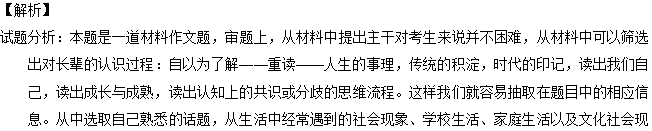 【解析】
试题分析：本题是一道材料作文题，审题上，从材料中提出主干对考生来说并不困难，从材料中可以筛选
出对长辈的认识过程：自以为了解——重读——人生的事理，传统的积淀，时代的印记，读出我们自
己，读出成长与成熟，读出认知上的共识或分歧的思维流程。这样我们就容易抽取在题目中的相应信
息。从中选取自己熟悉的话题，从生活中经常遇到的社会现象、学校生活、家庭生活以及文化社会现